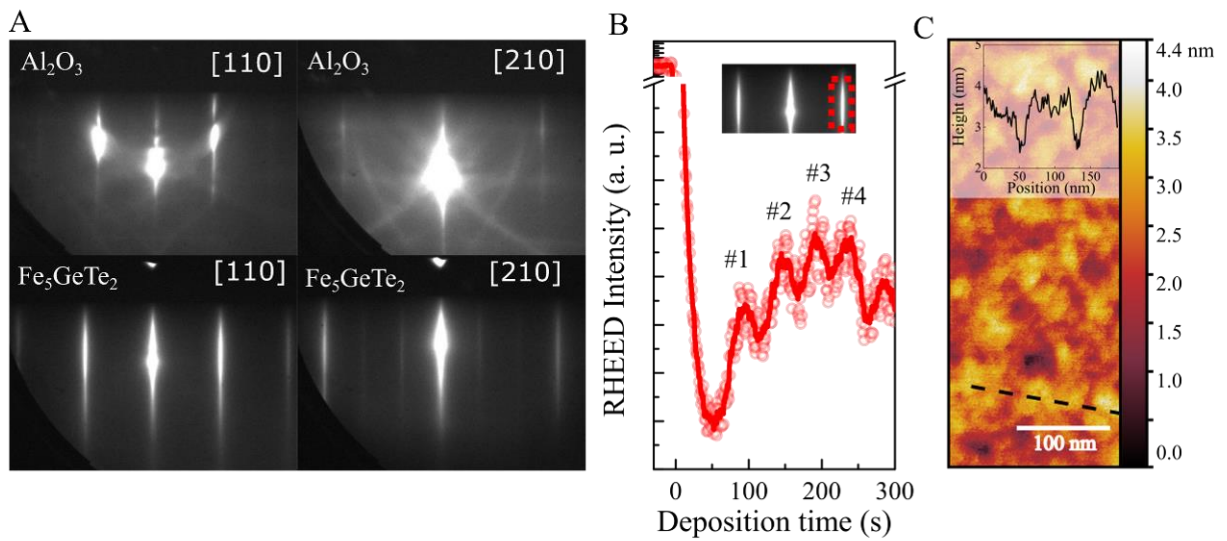 A
Al₂O₃ [110]
Al₂O₃ [210]
Fe₅GeTe₂ [110]
Fe₅GeTe₂ [210]
B
RHEED Intensity (a. u.)
#1
#2
#3
#4
0 100 200 300
Deposition time (s)
C
Height (nm)
5
4
3
2
0 50 100 150
Position (nm)
100 nm
4.4 nm
4.0
3.5
3.0
2.5
2.0
1.5
1.0
0.0